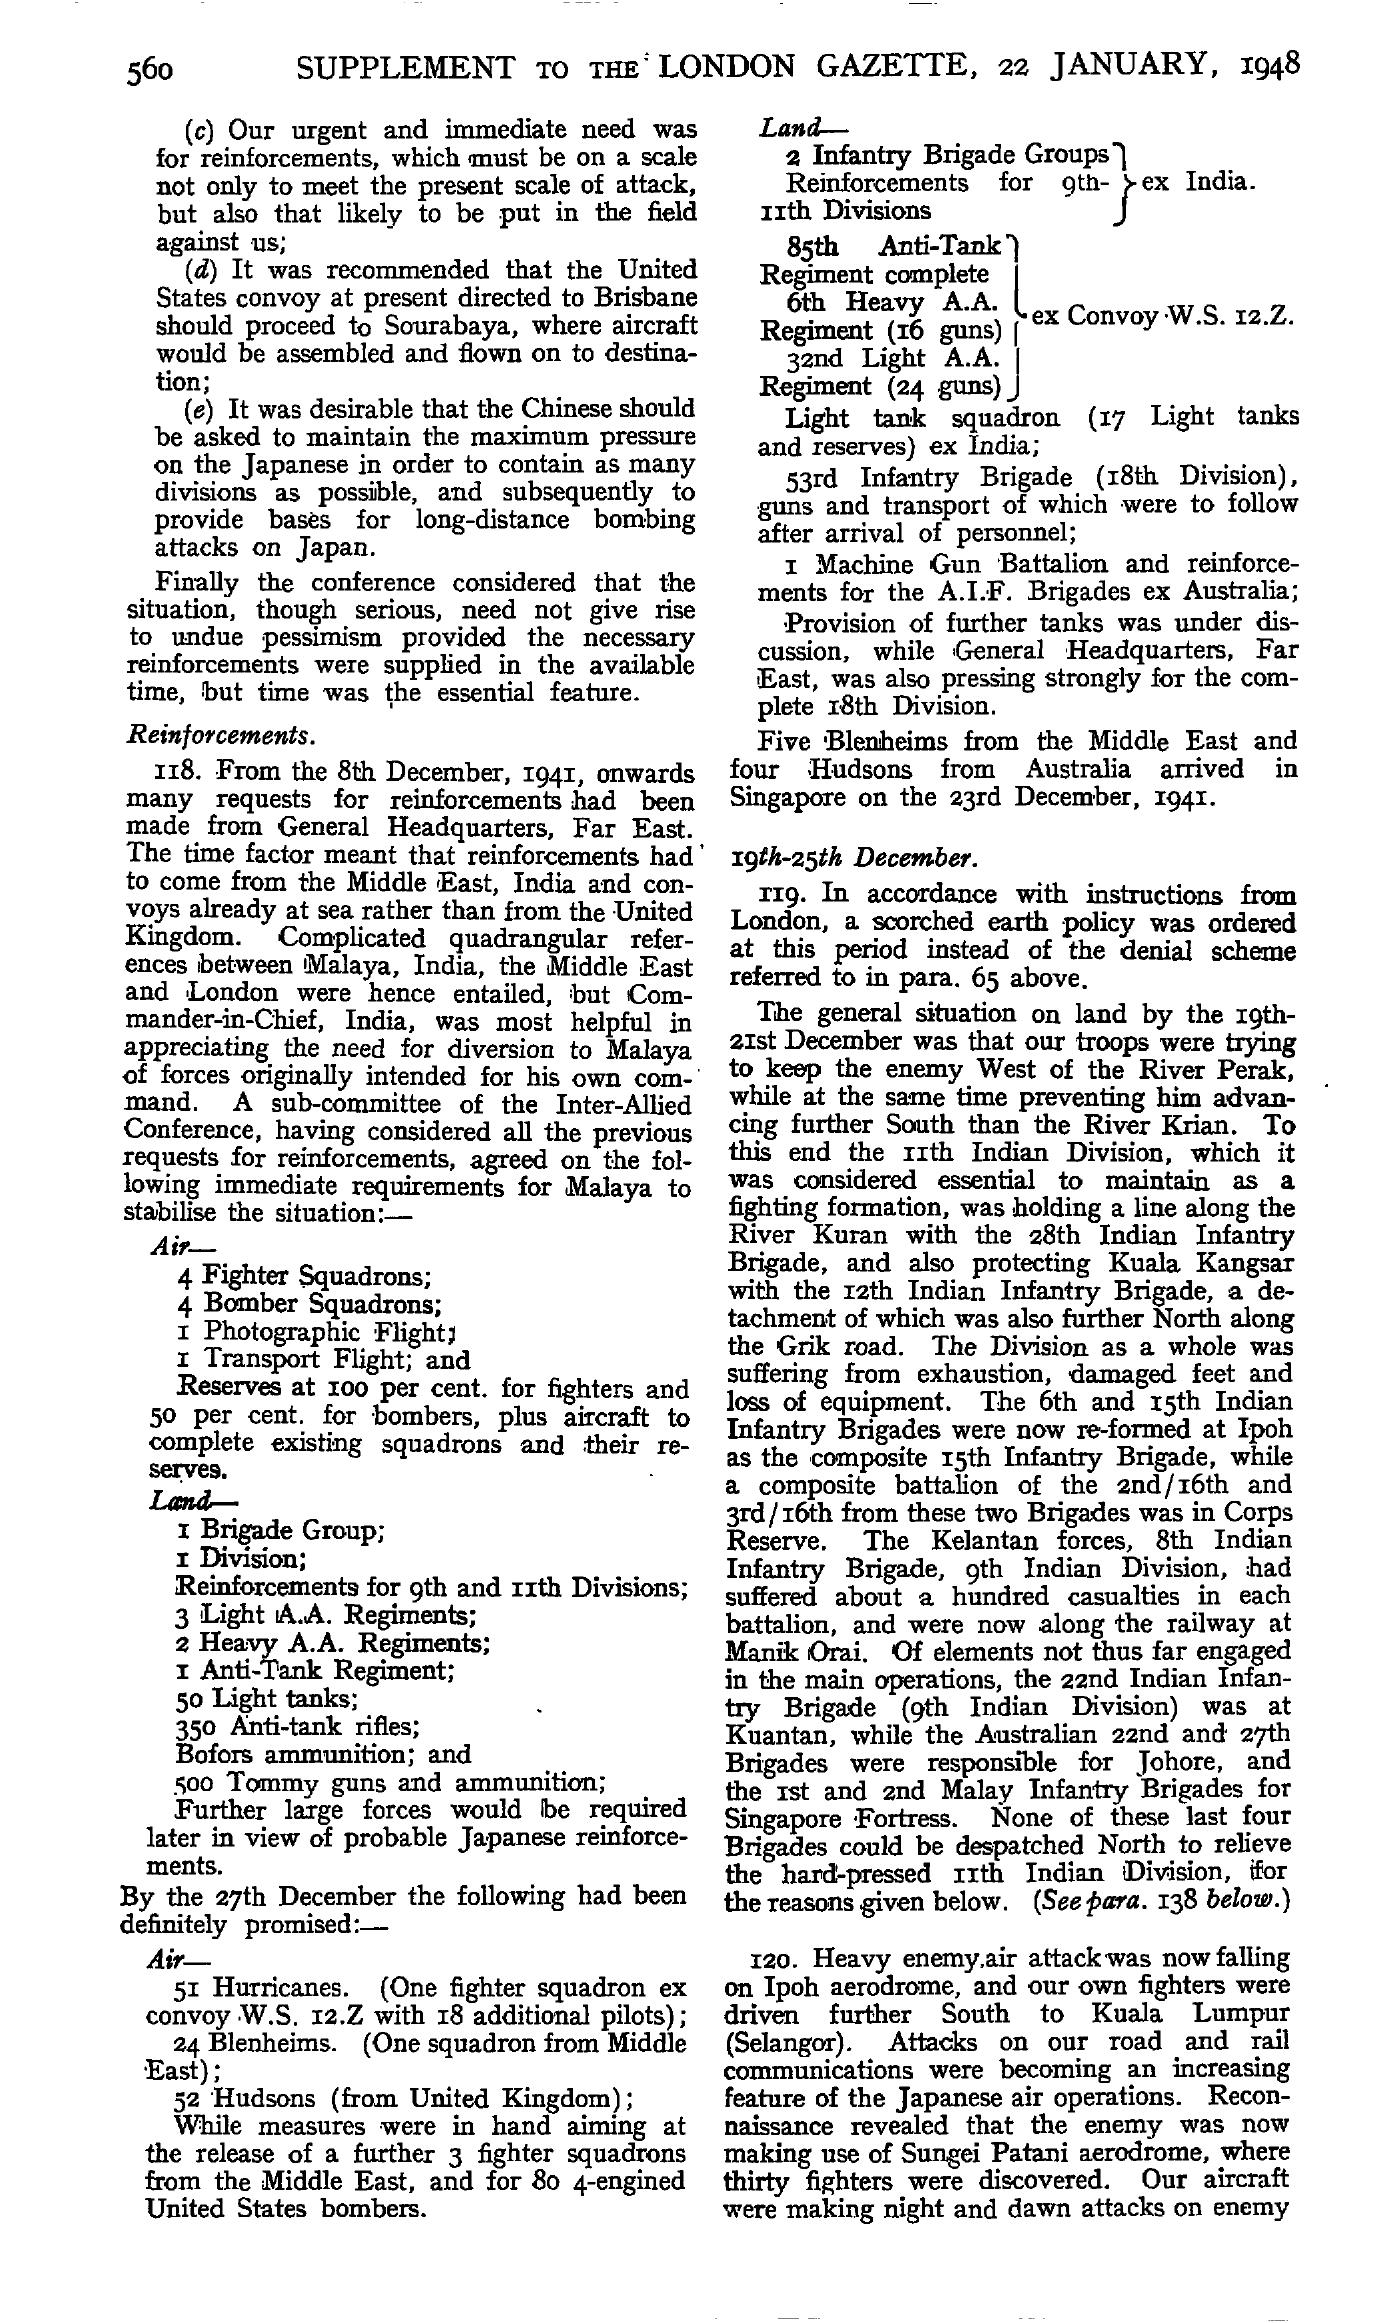 560 SUPPLEMENT TO THE LONDON GAZETTE, 22 JANUARY, 1948
(c) Our urgent and immediate need was
for reinforcements, which must be on a scale
not only to meet the present scale of attack,
but also that likely to be put in the field
against us;
(d) It was recommended that the United
States convoy at present directed to Brisbane
should proceed to Sourabaya, where aircraft
would be assembled and flown on to destina-
tion;
(e) It was desirable that the Chinese should
be asked to maintain the maximum pressure
on the Japanese in order to contain as many
divisions as possible, and subsequently to
provide bases for long-distance bombing
attacks on Japan.
Finally the conference considered that the
situation, though serious, need not give rise
to undue pessimism provided the necessary
reinforcements were supplied in the available
time, but time was the essential feature.
Reinforcements.
118. From the 8th December, 1941, onwards
many requests for reinforcements had been
made from General Headquarters, Far East.
The time factor meant that reinforcements had
to come from the Middle East, India and con-
voys already at sea rather than from the United
Kingdom. Complicated quadrangular refer-
ences between Malaya, India, the Middle East
and London were hence entailed, but Com-
mander-in-Chief, India, was most helpful in
appreciating the need for diversion to Malaya
of forces originally intended for his own com-
mand. A sub-committee of the Inter-Allied
Conference, having considered all the previous
requests for reinforcements, agreed on the fol-
lowing immediate requirements for Malaya to
stabilise the situation:—
Air—
4 Fighter Squadrons;
4 Bomber Squadrons;
1 Photographic Flight;
1 Transport Flight; and
Reserves at 100 per cent. for fighters and
50 per cent. for bombers, plus aircraft to
complete existing squadrons and their re-
serves.
Land—
1 Brigade Group;
1 Division;
Reinforcements for 9th and 11th Divisions;
3 Light A.A. Regiments;
2 Heavy A.A. Regiments;
1 Anti-Tank Regiment;
50 Light tanks;
350 Anti-tank rifles;
Bofors ammunition; and
500 Tommy guns and ammunition;
Further large forces would be required
later in view of probable Japanese reinforce-
ments.
By the 27th December the following had been
definitely promised:—
Air—
51 Hurricanes. (One fighter squadron ex
convoy W.S. 12.Z with 18 additional pilots);
24 Blenheims. (One squadron from Middle
East);
52 Hudsons (from United Kingdom);
While measures were in hand aiming at
the release of a further 3 fighter squadrons
from the Middle East, and for 80 4-engined
United States bombers.
Land—
2 Infantry Brigade Groups
Reinforcements for 9th- } ex India.
11th Divisions
85th Anti-Tank
Regiment complete
6th Heavy A.A. } ex Convoy W.S. 12.Z.
Regiment (16 guns)
32nd Light A.A.
Regiment (24 guns)
Light tank squadron (17 Light tanks
and reserves) ex India;
53rd Infantry Brigade (18th Division),
guns and transport of which were to follow
after arrival of personnel;
1 Machine Gun Battalion and reinforce-
ments for the A.I.F. Brigades ex Australia;
Provision of further tanks was under dis-
cussion, while General Headquarters, Far
East, was also pressing strongly for the com-
plete 18th Division.
Five Blenheims from the Middle East and
four Hudsons from Australia arrived in
Singapore on the 23rd December, 1941.
19th-25th December.
119. In accordance with instructions from
London, a scorched earth policy was ordered
at this period instead of the denial scheme
referred to in para. 65 above.
The general situation on land by the 19th-
21st December was that our troops were trying
to keep the enemy West of the River Perak,
while at the same time preventing him advan-
cing further South than the River Krian. To
this end the 11th Indian Division, which it
was considered essential to maintain as a
fighting formation, was holding a line along the
River Kuran with the 28th Indian Infantry
Brigade, and also protecting Kuala Kangsar
with the 12th Indian Infantry Brigade, a de-
tachment of which was also further North along
the Grik road. The Division as a whole was
suffering from exhaustion, damaged feet and
loss of equipment. The 6th and 15th Indian
Infantry Brigades were now re-formed at Ipoh
as the composite 15th Infantry Brigade, while
a composite battalion of the 2nd/16th and
3rd/16th from these two Brigades was in Corps
Reserve. The Kelantan forces, 8th Indian
Infantry Brigade, 9th Indian Division, had
suffered about a hundred casualties in each
battalion, and were now along the railway at
Manik Orai. Of elements not thus far engaged
in the main operations, the 22nd Indian Infan-
try Brigade (9th Indian Division) was at
Kuantan, while the Australian 22nd and 27th
Brigades were responsible for Johore, and
the 1st and 2nd Malay Infantry Brigades for
Singapore Fortress. None of these last four
Brigades could be despatched North to relieve
the hard-pressed 11th Indian Division, for
the reasons given below. (See para. 138 below.)
120. Heavy enemy air attack was now falling
on Ipoh aerodrome, and our own fighters were
driven further South to Kuala Lumpur
(Selangor). Attacks on our road and rail
communications were becoming an increasing
feature of the Japanese air operations. Recon-
naissance revealed that the enemy was now
making use of Sungei Patani aerodrome, where
thirty fighters were discovered. Our aircraft
were making night and dawn attacks on enemy